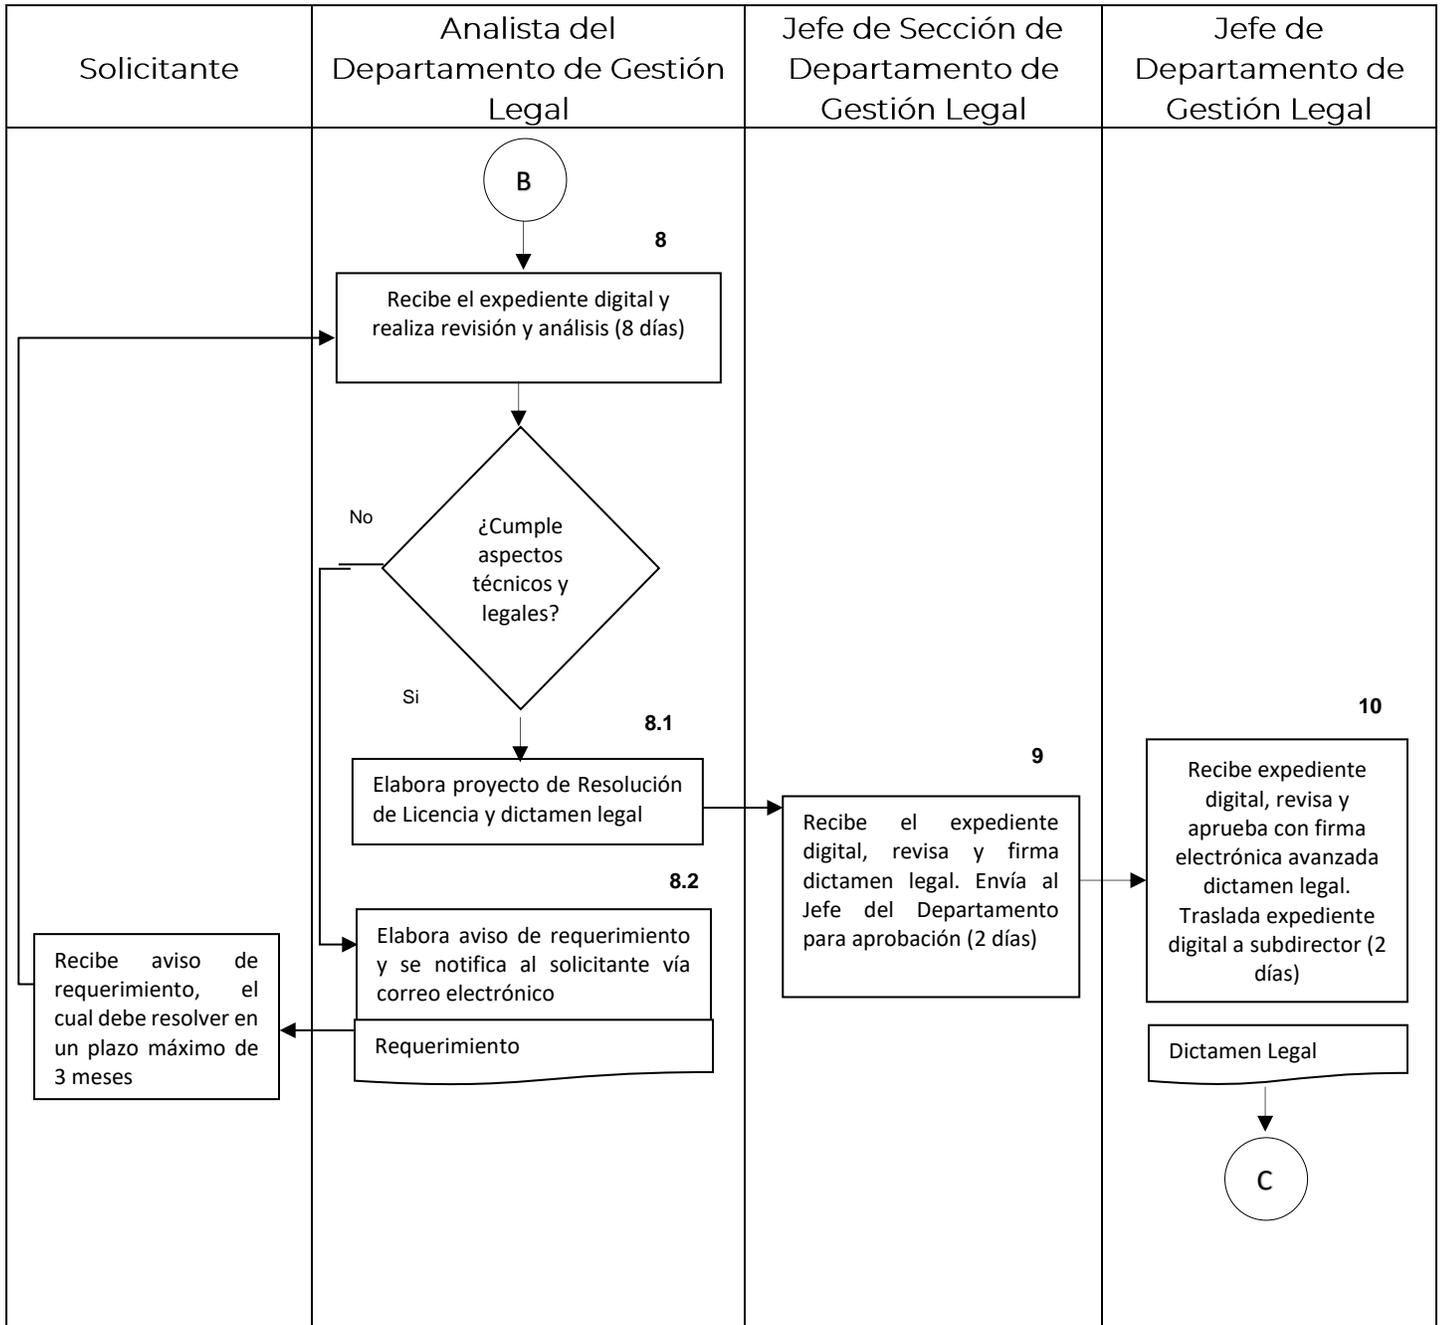 Solicitante
Analista del
Departamento de Gestión
Legal
Jefe de Sección de
Departamento de
Gestión Legal
Jefe de
Departamento de
Gestión Legal
B
8
Recibe el expediente digital y
realiza revisión y análisis (8 días)
No
¿Cumple
aspectos
técnicos y
legales?
Si
8.1
Elabora proyecto de Resolución
de Licencia y dictamen legal
9
Recibe el expediente
digital, revisa y firma
dictamen legal. Envía al
Jefe del Departamento
para aprobación (2 días)
10
Recibe expediente
digital, revisa y
aprueba con firma
electrónica avanzada
dictamen legal.
Traslada expediente
digital a subdirector (2
días)
8.2
Elabora aviso de requerimiento
y se notifica al solicitante vía
correo electrónico
Requerimiento
Recibe aviso de
requerimiento, el
cual debe resolver en
un plazo máximo de
3 meses
Dictamen Legal
C